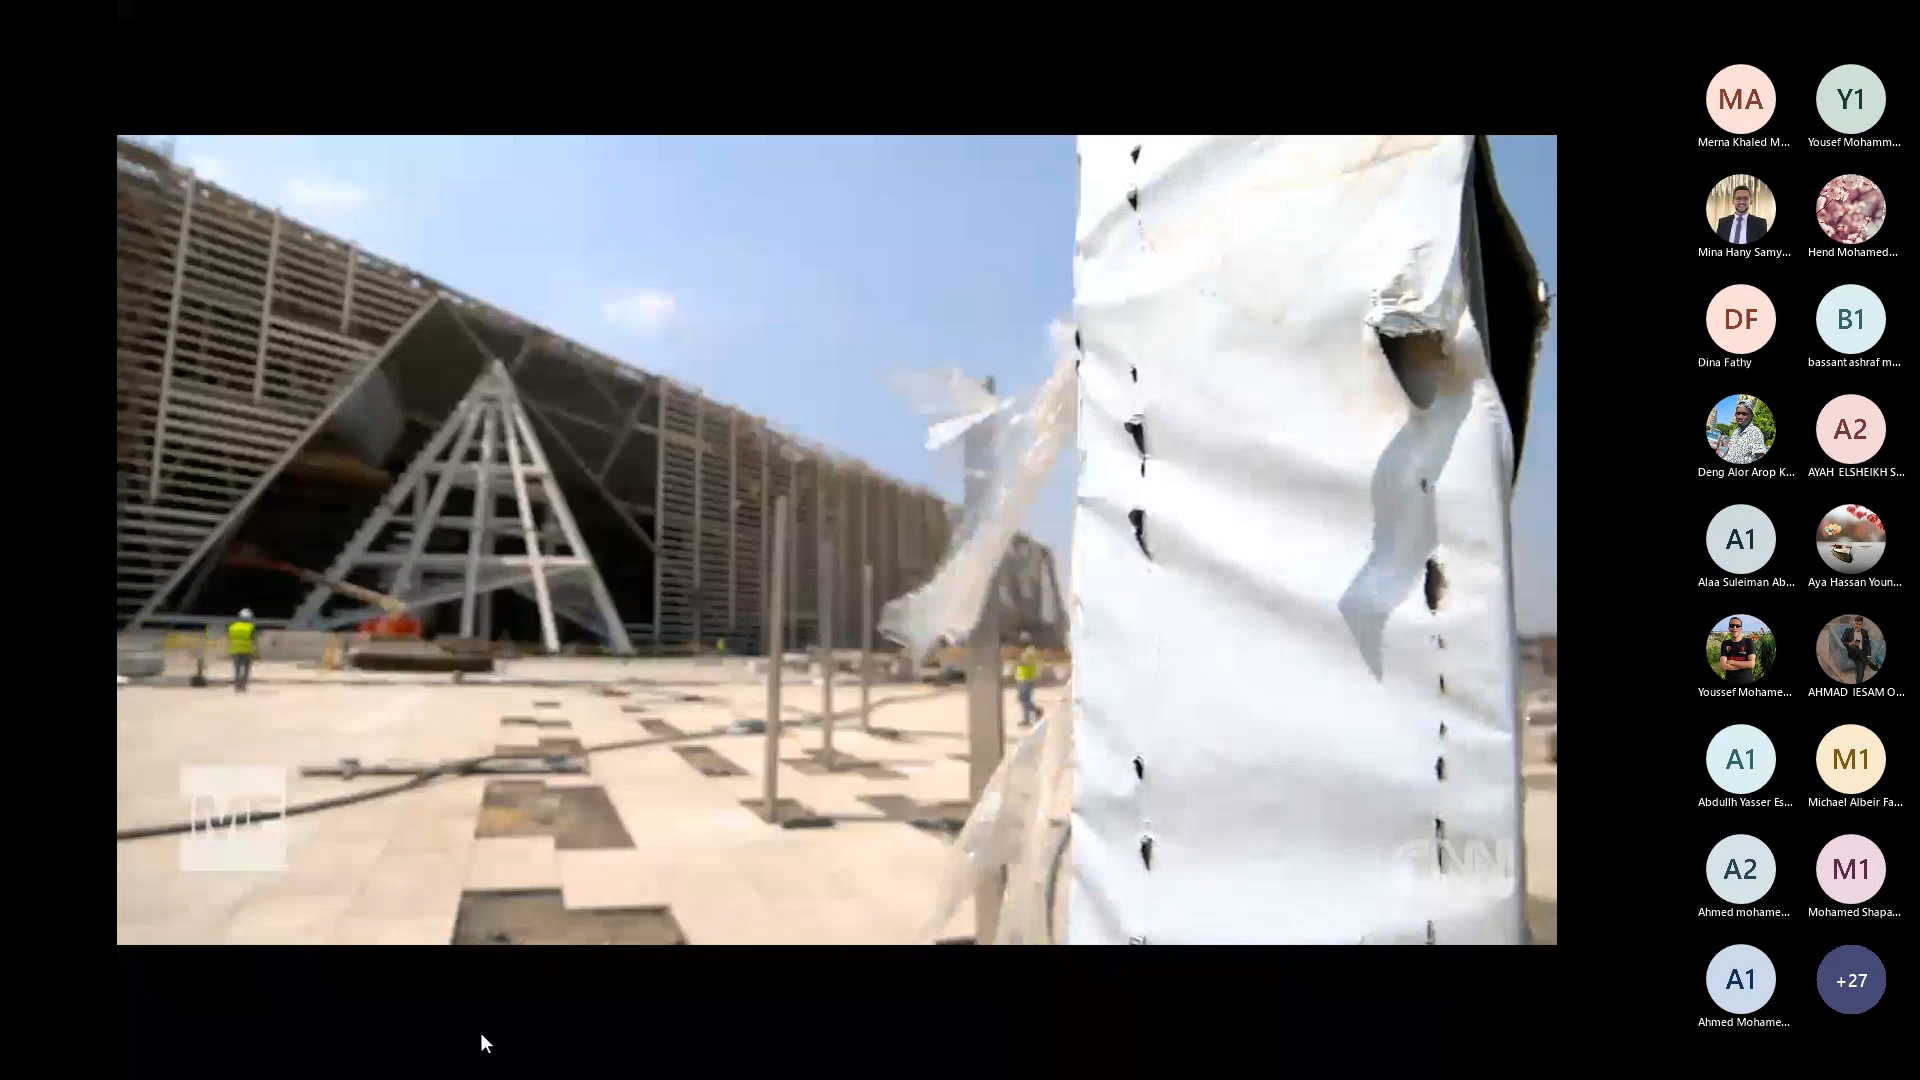 MA
Y1
Merna Khaled M...
Yousef Mohamm...
Mina Hany Samy...
Hend Mohamed...
DF
B1
Dina Fathy
bassant ashraf m...
A2
Deng Alor Arop K...
AYAH ELSHEIKH S...
A1
Alaa Suleiman Ab...
Aya Hassan Youn...
Youssef Mohame...
AHMAD IESAM O...
A1
M1
Abdullh Yasser Es...
Michael Albeir Fa...
A2
M1
Ahmed mohame...
Mohamed Shapa...
A1
+27
Ahmed Mohame...
ME
CNN